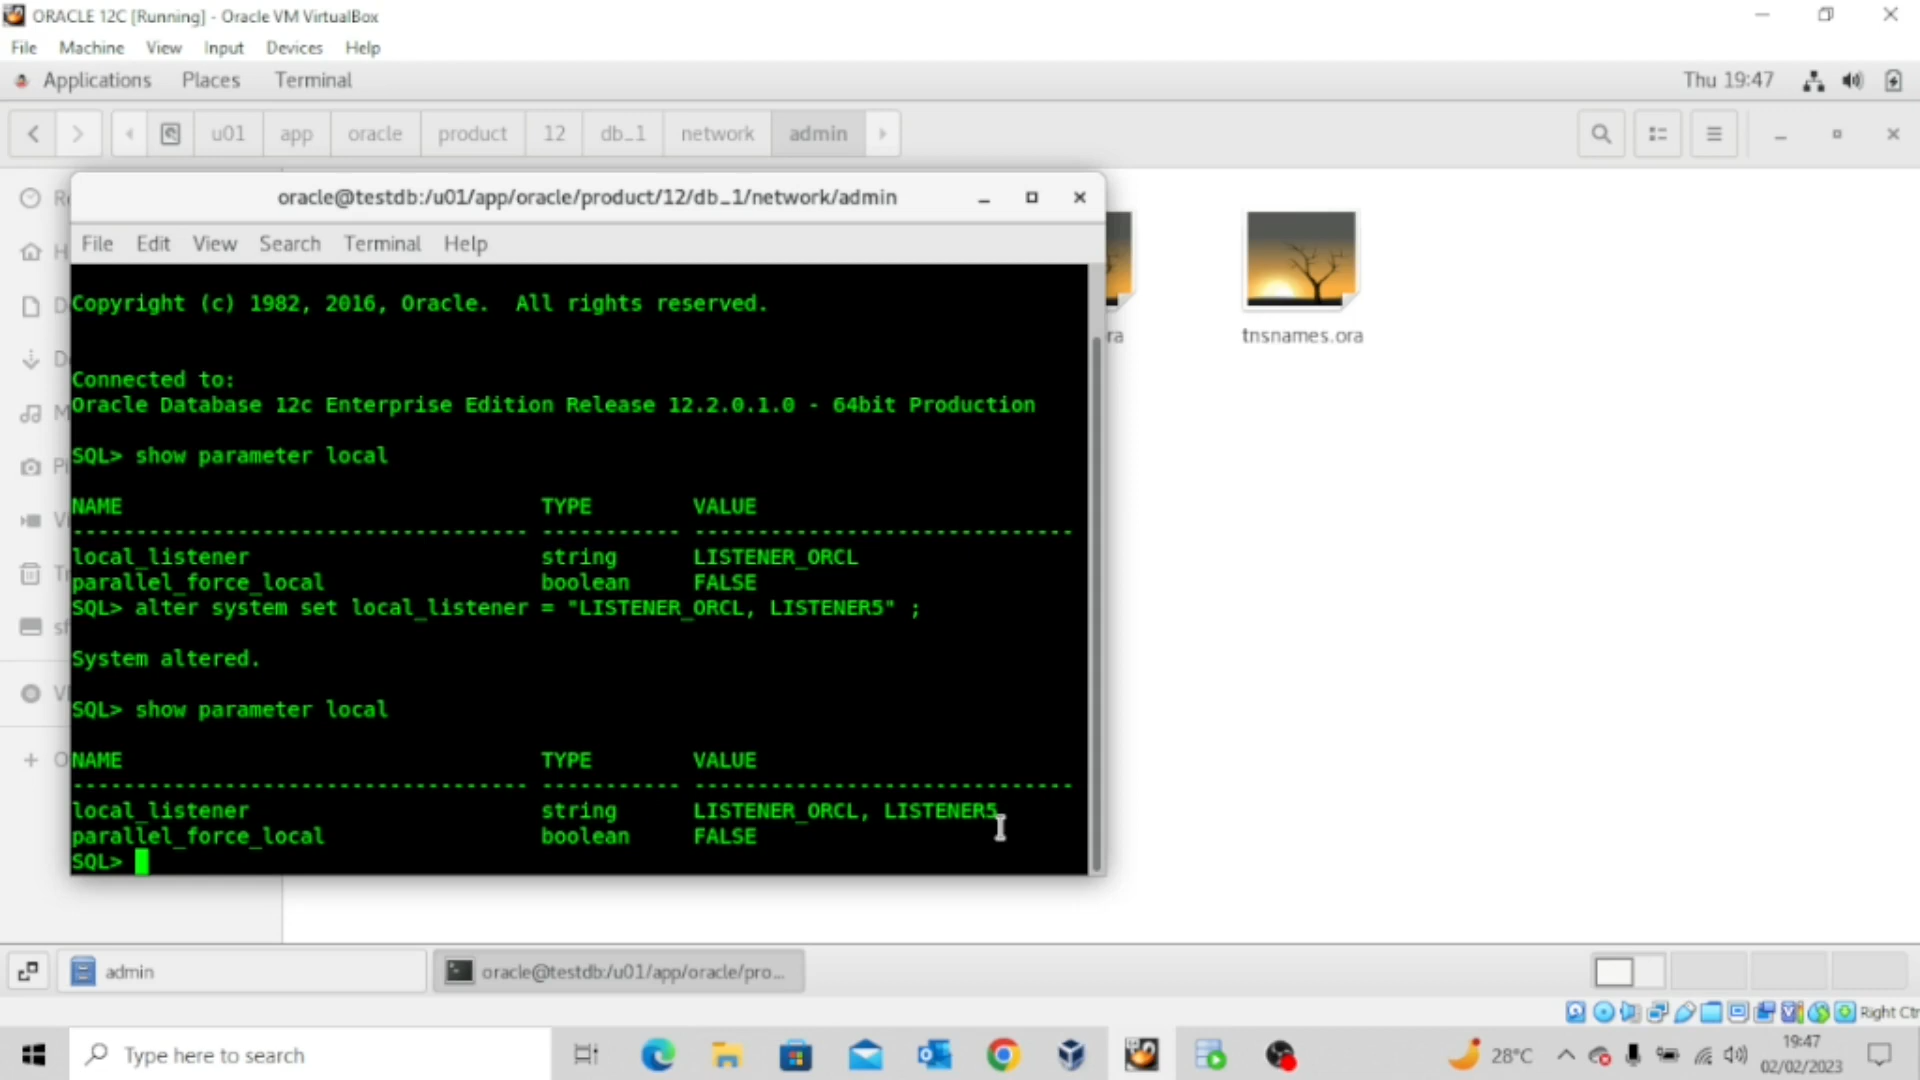 ORACLE 12C [Running] - Oracle VM VirtualBox
File Machine View Input Devices Help
Applications Places Terminal Thu 19:47
u01 app oracle product 12 db_1 network admin
oracle@testdb:/u01/app/oracle/product/12/db_1/network/admin
File Edit View Search Terminal Help
Copyright (c) 1982, 2016, Oracle.  All rights reserved.
Connected to:
Oracle Database 12c Enterprise Edition Release 12.2.0.1.0 - 64bit Production
SQL> show parameter local
NAME TYPE VALUE
------------------------------------ ----------- ------------------------------
local_listener string LISTENER_ORCL
parallel_force_local boolean FALSE
SQL> alter system set local_listener = "LISTENER_ORCL, LISTENER5" ;
System altered.
SQL> show parameter local
NAME TYPE VALUE
------------------------------------ ----------- ------------------------------
local_listener string LISTENER_ORCL, LISTENER5
parallel_force_local boolean FALSE
SQL>
ra
tnsnames.ora
admin
oracle@testdb:/u01/app/oracle/pro...
Right Ctr
Type here to search
28°C
19:47
02/02/2023